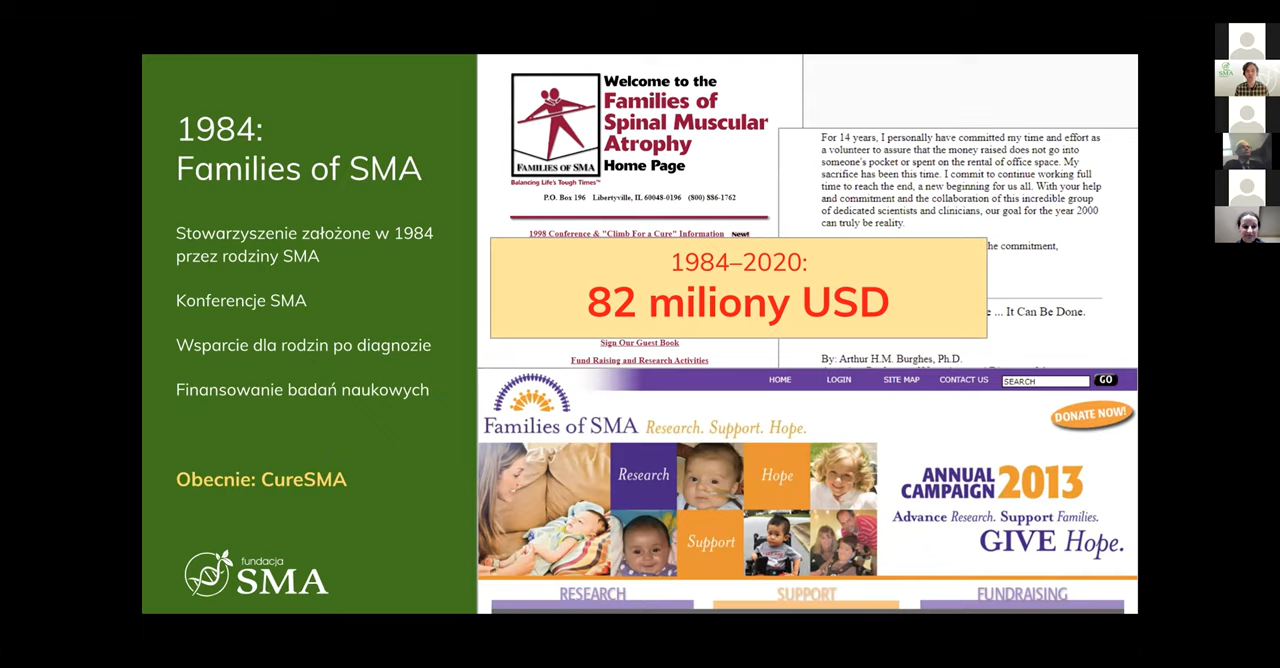 1984:
Families of SMA
Stowarzyszenie założone w 1984
przez rodziny SMA
Konferencje SMA
Wsparcie dla rodzin po diagnozie
Finansowanie badań naukowych
Obecnie: CureSMA
fundacja
SMA
FAMILIES OF SMA
Balancing Life's Tough Times™
Welcome to the
Families of
Spinal Muscular
Atrophy
Home Page
P.O. Box 196 Libertyville, IL 60048-0196 (800) 886-1762
1998 Conference & "Climb For a Cure" Information New!
For 14 years, I personally have committed my time and effort as
a volunteer to assure that the money raised does not go into
someone's pocket or spent on the rental of office space. My
sacrifice has been this time. I commit to continue working full
time to reach the end, a new beginning for us all. With your help
and commitment and the collaboration of this incredible group
of dedicated scientists and clinicians, our goal for the year 2000
can truly be reality.
he commitment,
1984–2020:
82 miliony USD
e ... It Can Be Done.
Sign Our Guest Book
Fund Raising and Research Activities
By: Arthur H.M. Burghes, Ph.D.
HOME LOGIN SITE MAP CONTACT US SEARCH GO
Families of SMA Research. Support. Hope.
DONATE NOW!
Research
Hope
Support
ANNUAL
CAMPAIGN 2013
Advance Research. Support Families.
GIVE Hope.
RESEARCH SUPPORT FUNDRAISING
SMA